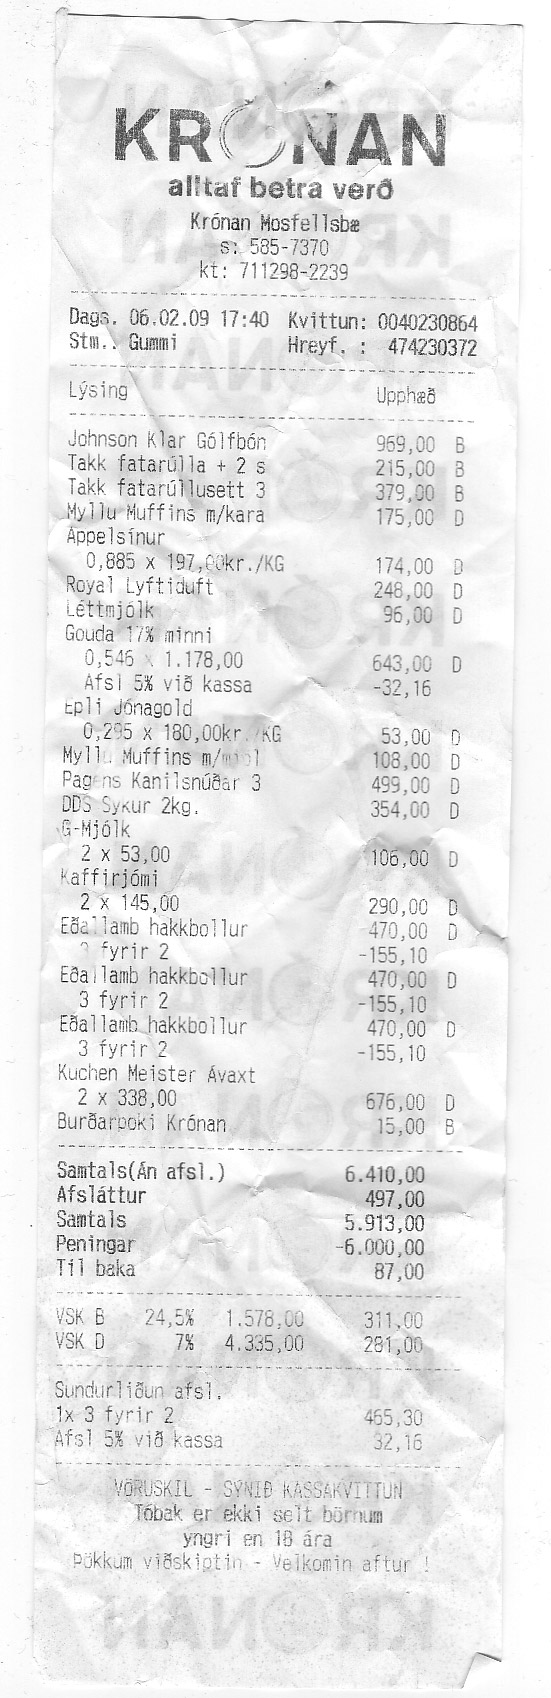 KRÓNAN
alltaf betra verð
Krónan Mosfellsbæ
s: 585-7370
kt: 711298-2239
Dags. 06.02.09 17:40 Kvittun: 0040230864
Stm.. Gummi Hreyf. : 474230372
Lýsing Upphæð
Johnson Klar Gólfbón 969,00 B
Takk fatarúlla + 2 s 215,00 B
Takk fatarúllusett 3 379,00 B
Myllu Muffins m/kara 175,00 D
Appelsínur
0,885 x 197,00kr./KG 174,00 D
Royal Lyftiduft 248,00 D
Léttmjólk 96,00 D
Gouda 17% minni
0,546 x 1.178,00 643,00 D
Afsl 5% við kassa -32,16
Epli Jónagold
0,295 x 180,00kr./KG 53,00 D
Myllu Muffins 108,00 D
Pagens Kanilsnúðar 3 499,00 D
DDS Sykur 2kg. 354,00 D
G-Mjólk
2 x 53,00 106,00 D
Kaffirjómi
2 x 145,00 290,00 D
Eðallamb hakkbollur 470,00 D
3 fyrir 2 -155,10
Eðallamb hakkbollur 470,00 D
3 fyrir 2 -155,10
Eðallamb hakkbollur 470,00 D
3 fyrir 2 -155,10
Kuchen Meister Ávaxt
2 x 338,00 676,00 D
Burðarpoki Krónan 15,00 B
Samtals(Án afsl.) 6.410,00
Afsláttur 497,00
Samtals 5.913,00
Peningar -6.000,00
Til baka 87,00
VSK B 24,5% 1.578,00 311,00
VSK D 7% 4.335,00 281,00
Sundurliðun afsl.
1x 3 fyrir 2 465,30
Afsl 5% við kassa 32,16
VÖRUSKIL - SÝNIÐ KASSAKVITTUN
Tóbak er ekki selt börnum
yngri en 18 ára
Þökkum viðskiptin - Velkomin aftur !